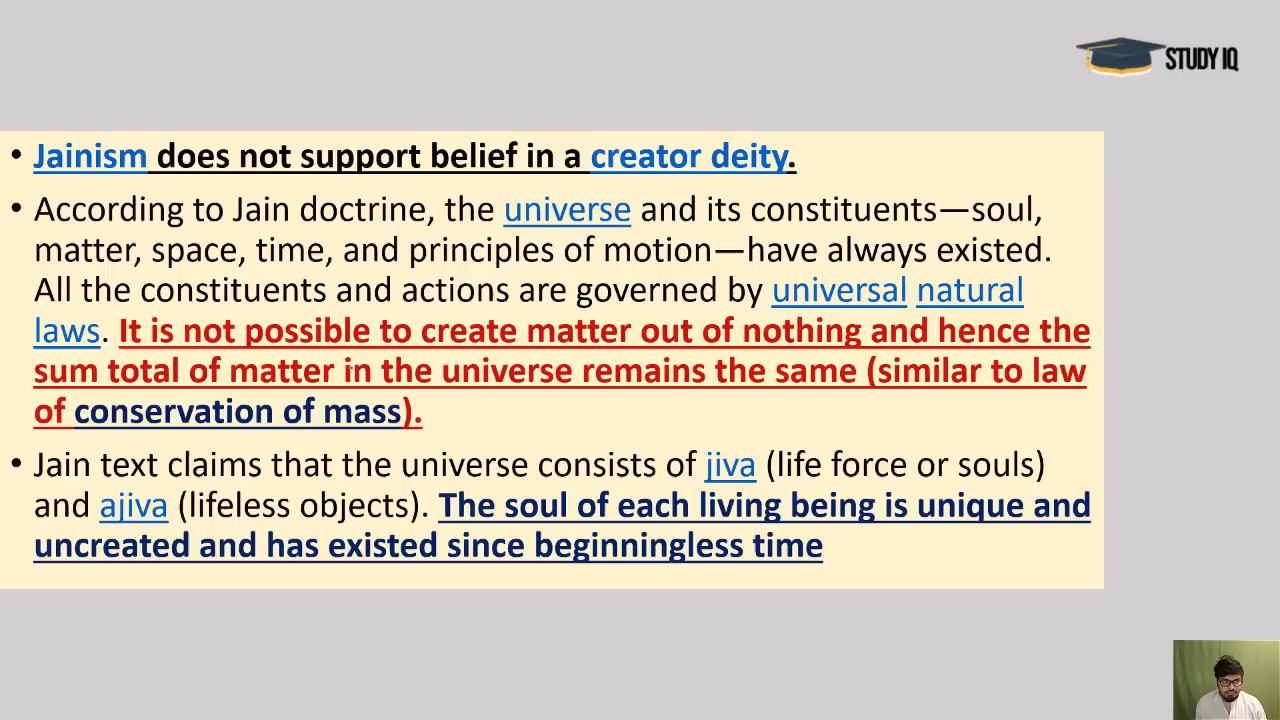 STUDY IQ
• Jainism does not support belief in a creator deity.
• According to Jain doctrine, the universe and its constituents—soul,
matter, space, time, and principles of motion—have always existed.
All the constituents and actions are governed by universal natural
laws. It is not possible to create matter out of nothing and hence the
sum total of matter in the universe remains the same (similar to law
of conservation of mass).
• Jain text claims that the universe consists of jiva (life force or souls)
and ajiva (lifeless objects). The soul of each living being is unique and
uncreated and has existed since beginningless time